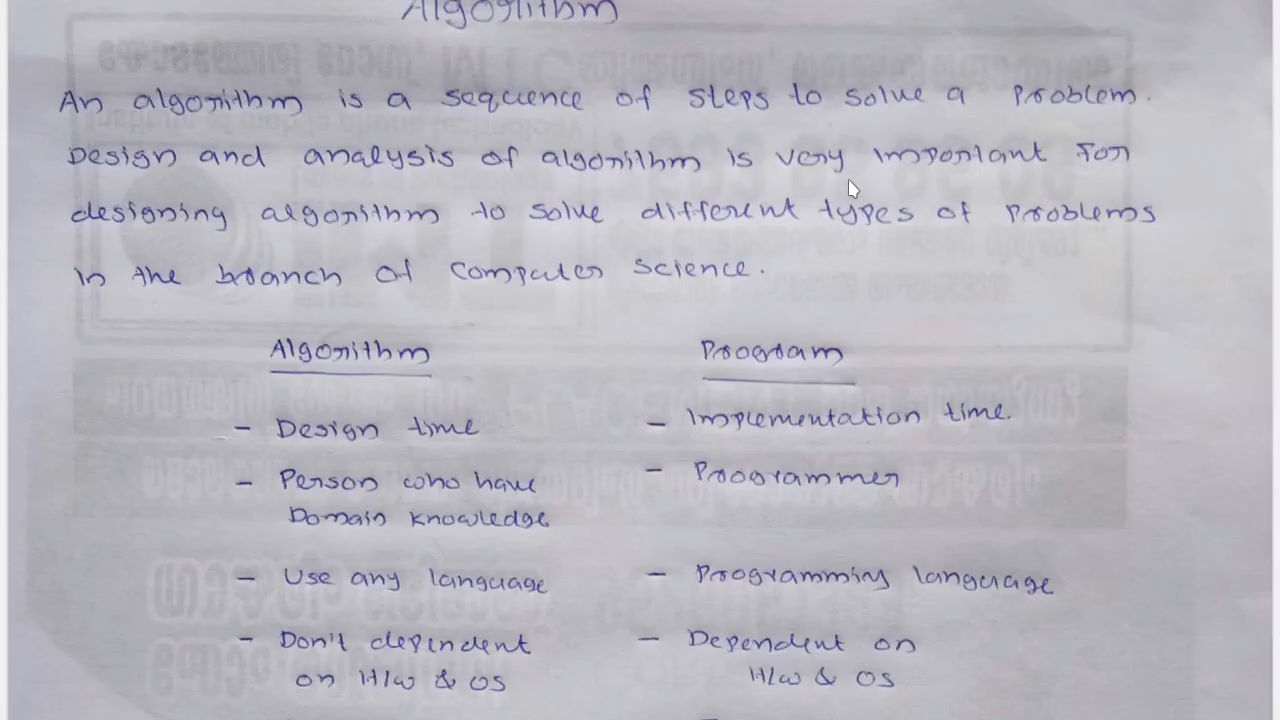 Algorithm
An algorithm is a sequence of steps to solve a problem.
Design and analysis of algorithm is very important for
designing algorithm to solve different types of problems
in the branch of computer science.
Algorithm Program
- Design time - Implementation time.
- Person who have - Programmer
Domain knowledge
- Use any language - Programming language
- Don't dependent - Dependent on
on H/w & OS H/w & OS